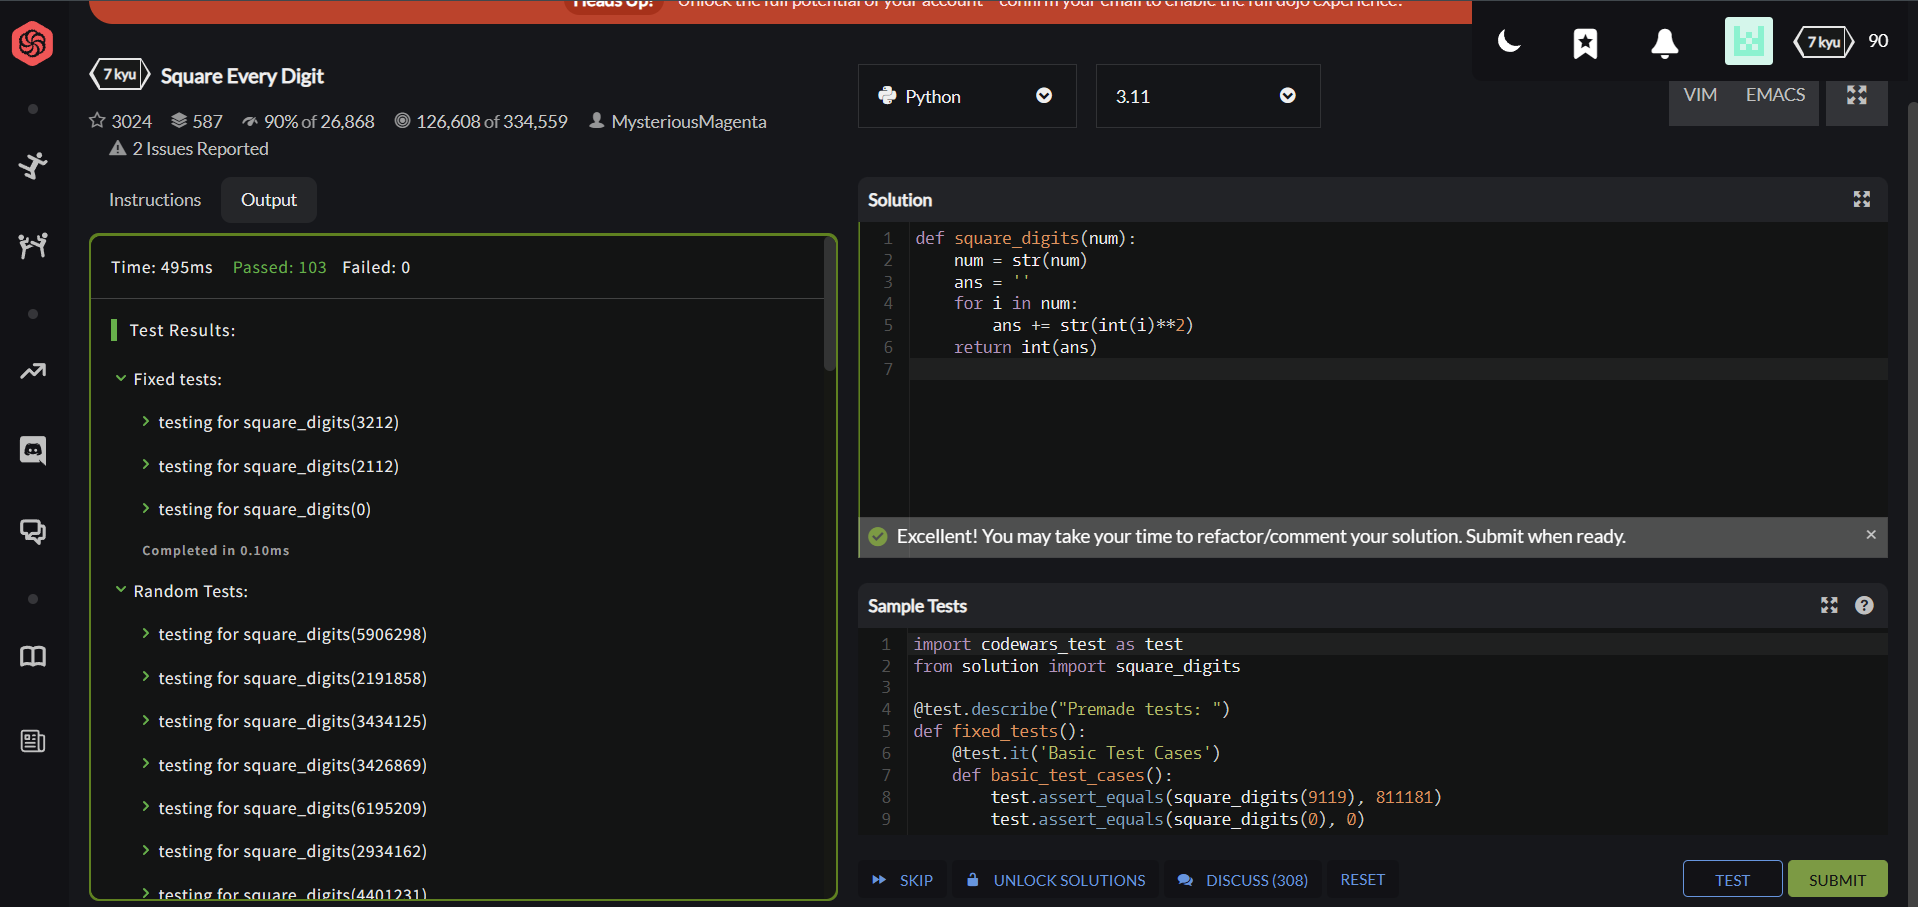 Heads Up! Unlock the full potential of your account - confirm your email to enable the full dojo experience!
7 kyu 90
7 kyu Square Every Digit
3024 587 90% of 26,868 126,608 of 334,559 MysteriousMagenta
2 Issues Reported
Python 3.11 VIM EMACS
Instructions Output
Time: 495ms Passed: 103 Failed: 0
Test Results:
Fixed tests:
testing for square_digits(3212)
testing for square_digits(2112)
testing for square_digits(0)
Completed in 0.10ms
Random Tests:
testing for square_digits(5906298)
testing for square_digits(2191858)
testing for square_digits(3434125)
testing for square_digits(3426869)
testing for square_digits(6195209)
testing for square_digits(2934162)
testing for square_digits(4401231)
Solution
1 def square_digits(num):
2     num = str(num)
3     ans = ''
4     for i in num:
5         ans += str(int(i)**2)
6     return int(ans)
7
Excellent! You may take your time to refactor/comment your solution. Submit when ready.
Sample Tests
1 import codewars_test as test
2 from solution import square_digits
3
4 @test.describe("Premade tests: ")
5 def fixed_tests():
6     @test.it('Basic Test Cases')
7     def basic_test_cases():
8         test.assert_equals(square_digits(9119), 811181)
9         test.assert_equals(square_digits(0), 0)
SKIP UNLOCK SOLUTIONS DISCUSS (308) RESET TEST SUBMIT